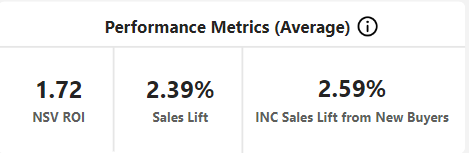 Performance Metrics (Average)
1.72
NSV ROI
2.39%
Sales Lift
2.59%
INC Sales Lift from New Buyers